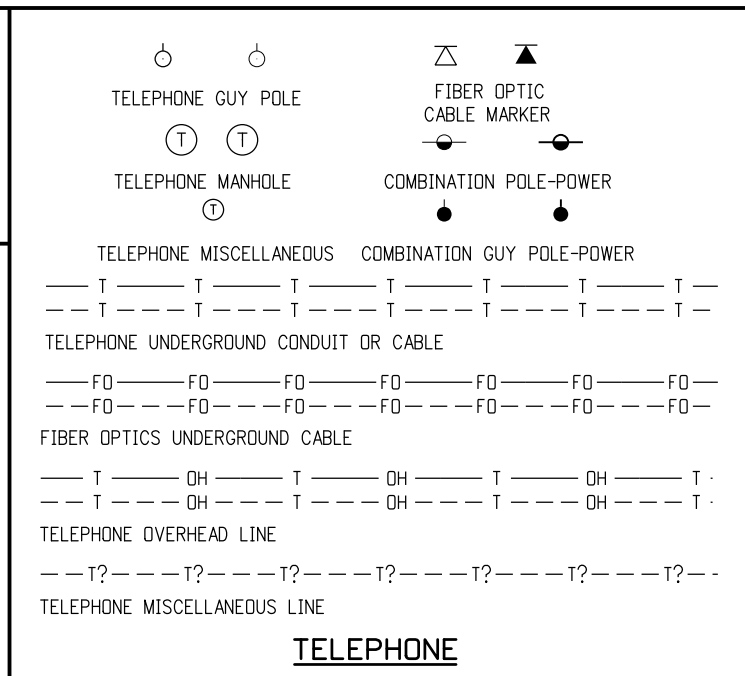 TELEPHONE GUY POLE
FIBER OPTIC
CABLE MARKER
T T
TELEPHONE MANHOLE
COMBINATION POLE-POWER
T
TELEPHONE MISCELLANEOUS
COMBINATION GUY POLE-POWER
T T T T T T T
T T T T T T T
TELEPHONE UNDERGROUND CONDUIT OR CABLE
FO FO FO FO FO FO FO
FO FO FO FO FO FO FO
FIBER OPTICS UNDERGROUND CABLE
T OH T OH T OH T
T OH T OH T OH T
TELEPHONE OVERHEAD LINE
T? T? T? T? T? T? T?
TELEPHONE MISCELLANEOUS LINE
TELEPHONE